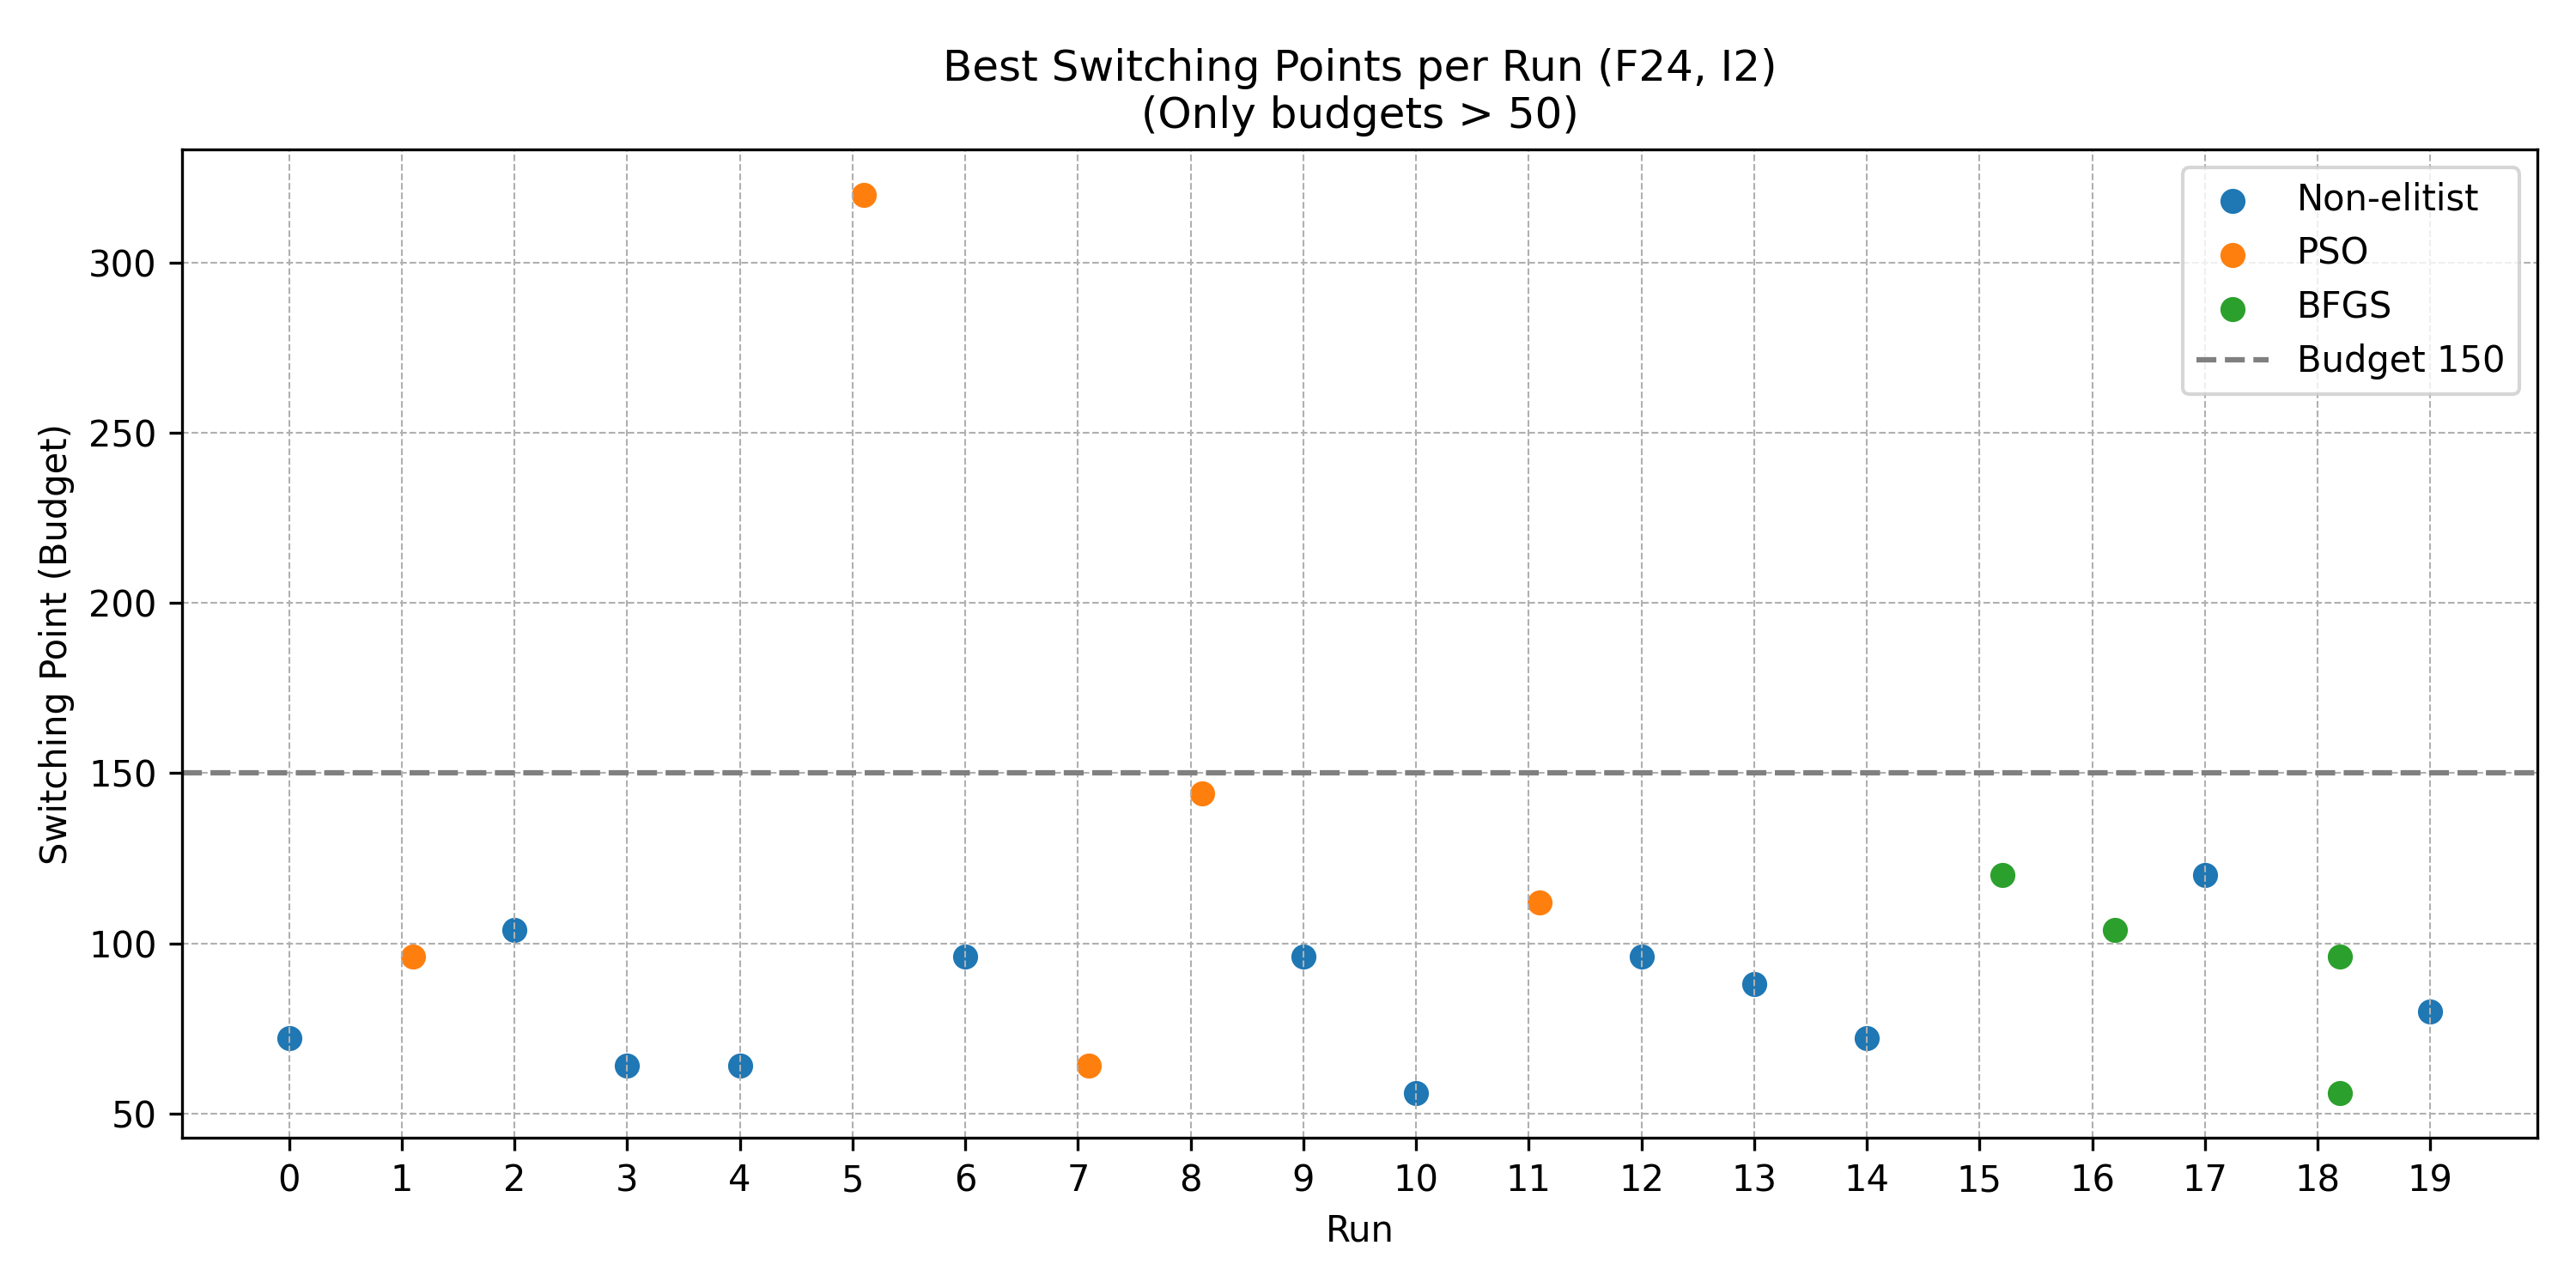 Best Switching Points per Run (F24, I2)
(Only budgets > 50)
Non-elitist
PSO
BFGS
Budget 150
Switching Point (Budget)
300
250
200
150
100
50
0 1 2 3 4 5 6 7 8 9 10 11 12 13 14 15 16 17 18 19
Run